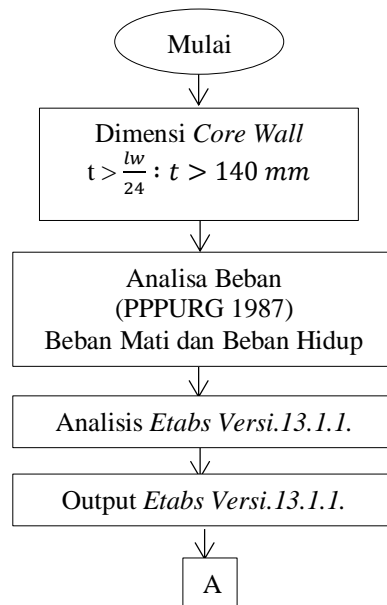 Mulai
Dimensi Core Wall
t > lw/24 : t > 140 mm
Analisa Beban
(PPPURG 1987)
Beban Mati dan Beban Hidup
Analisis Etabs Versi.13.1.1.
Output Etabs Versi.13.1.1.
A